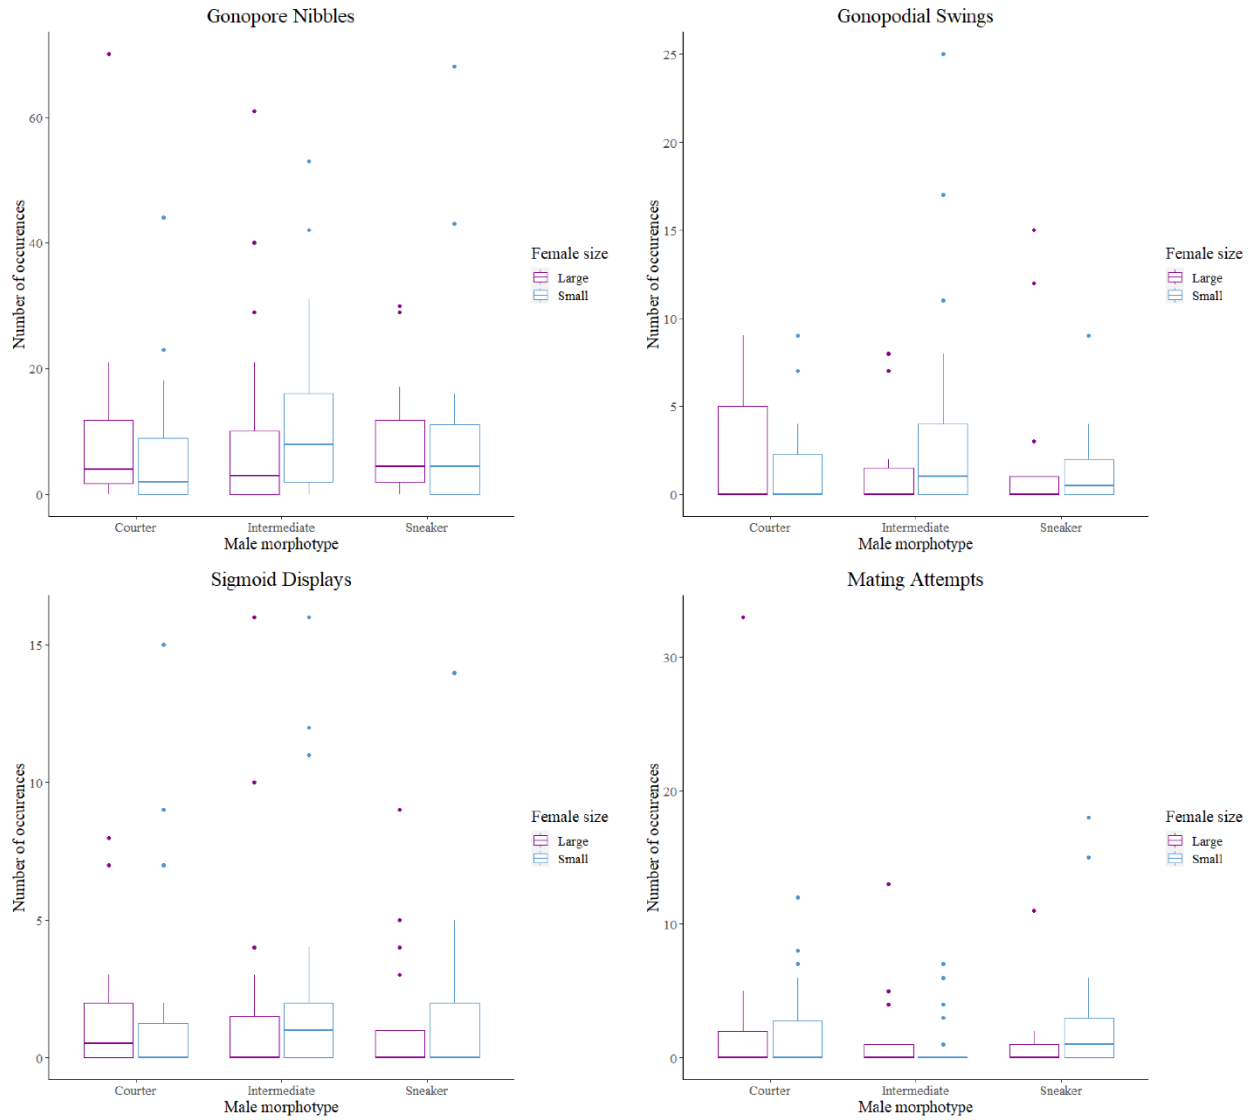 Gonopore Nibbles
Number of occurences
60
40
20
0
Courter Intermediate Sneaker
Male morphotype
Female size
Large
Small
Gonopodial Swings
Number of occurences
25
20
15
10
5
0
Courter Intermediate Sneaker
Male morphotype
Female size
Large
Small
Sigmoid Displays
Number of occurences
15
10
5
0
Courter Intermediate Sneaker
Male morphotype
Female size
Large
Small
Mating Attempts
Number of occurences
30
20
10
0
Courter Intermediate Sneaker
Male morphotype
Female size
Large
Small